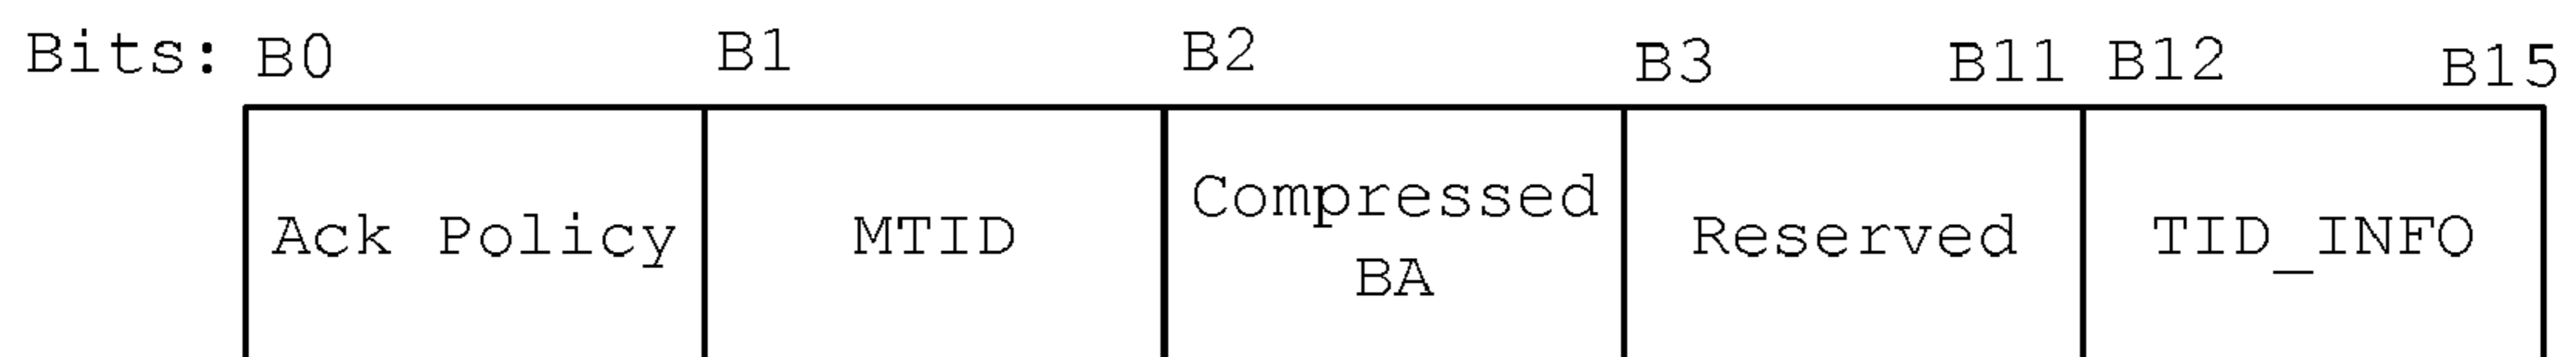 Bits: B0 B1 B2 B3 B11 B12 B15
Ack Policy MTID Compressed BA Reserved TID_INFO